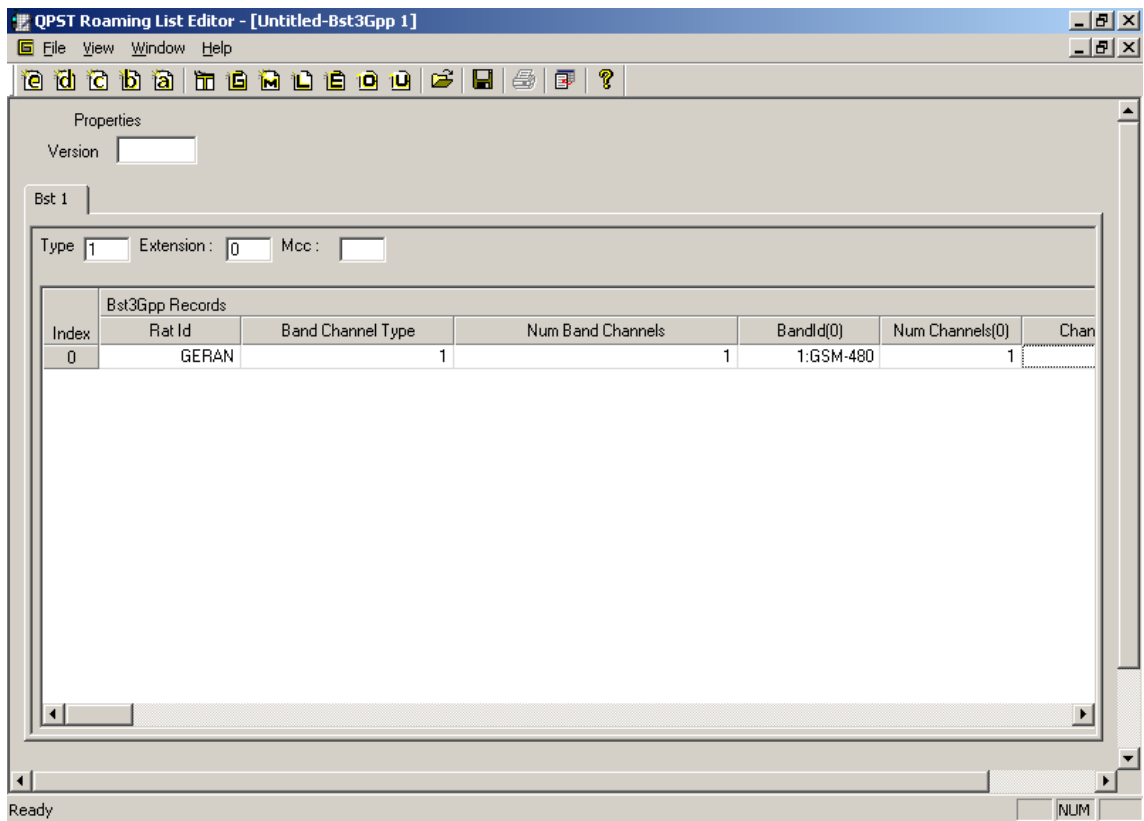 QPST Roaming List Editor - [Untitled-Bst3Gpp 1]
File View Window Help
e d c b a T G M L E O U ?
Properties
Version
Bst 1
Type 1 Extension : 0 Mcc :
Bst3Gpp Records
Index Rat Id Band Channel Type Num Band Channels BandId(0) Num Channels(0) Chan
0 GERAN 1 1 1:GSM-480 1
Ready NUM